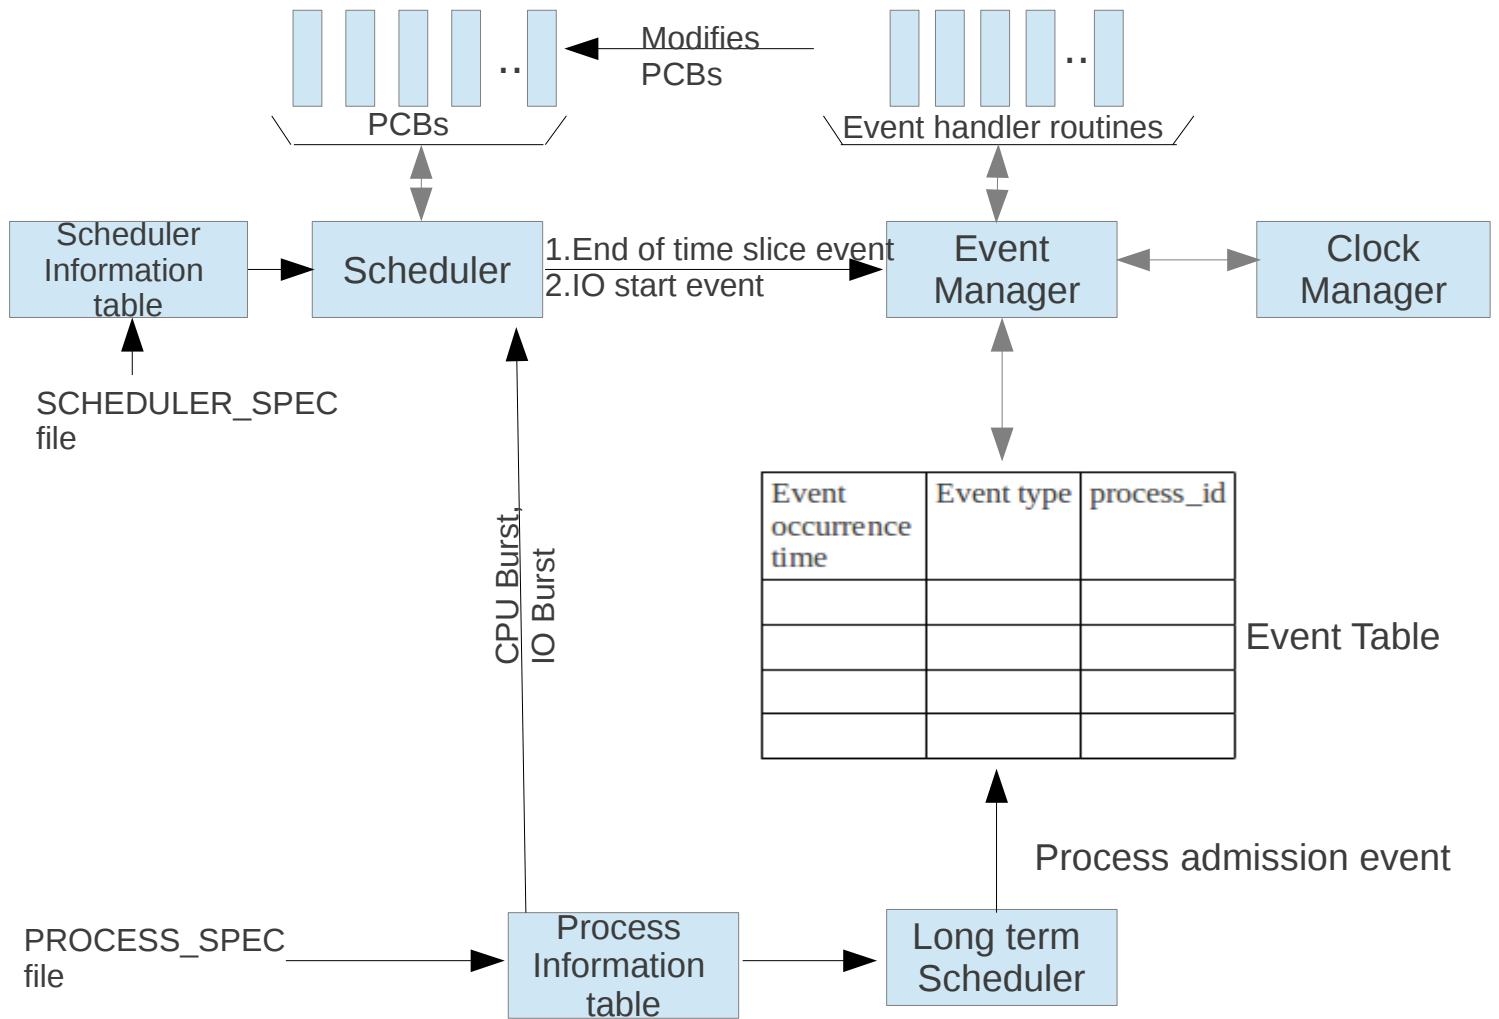 ..
Modifies
PCBs
..
PCBs
Event handler routines
Scheduler
Information
table
Scheduler
1.End of time slice event
2.IO start event
Event
Manager
Clock
Manager
SCHEDULER_SPEC
file
CPU Burst,
IO Burst
Event
occurrence
time
Event type
process_id
Event Table
Process admission event
PROCESS_SPEC
file
Process
Information
table
Long term
Scheduler